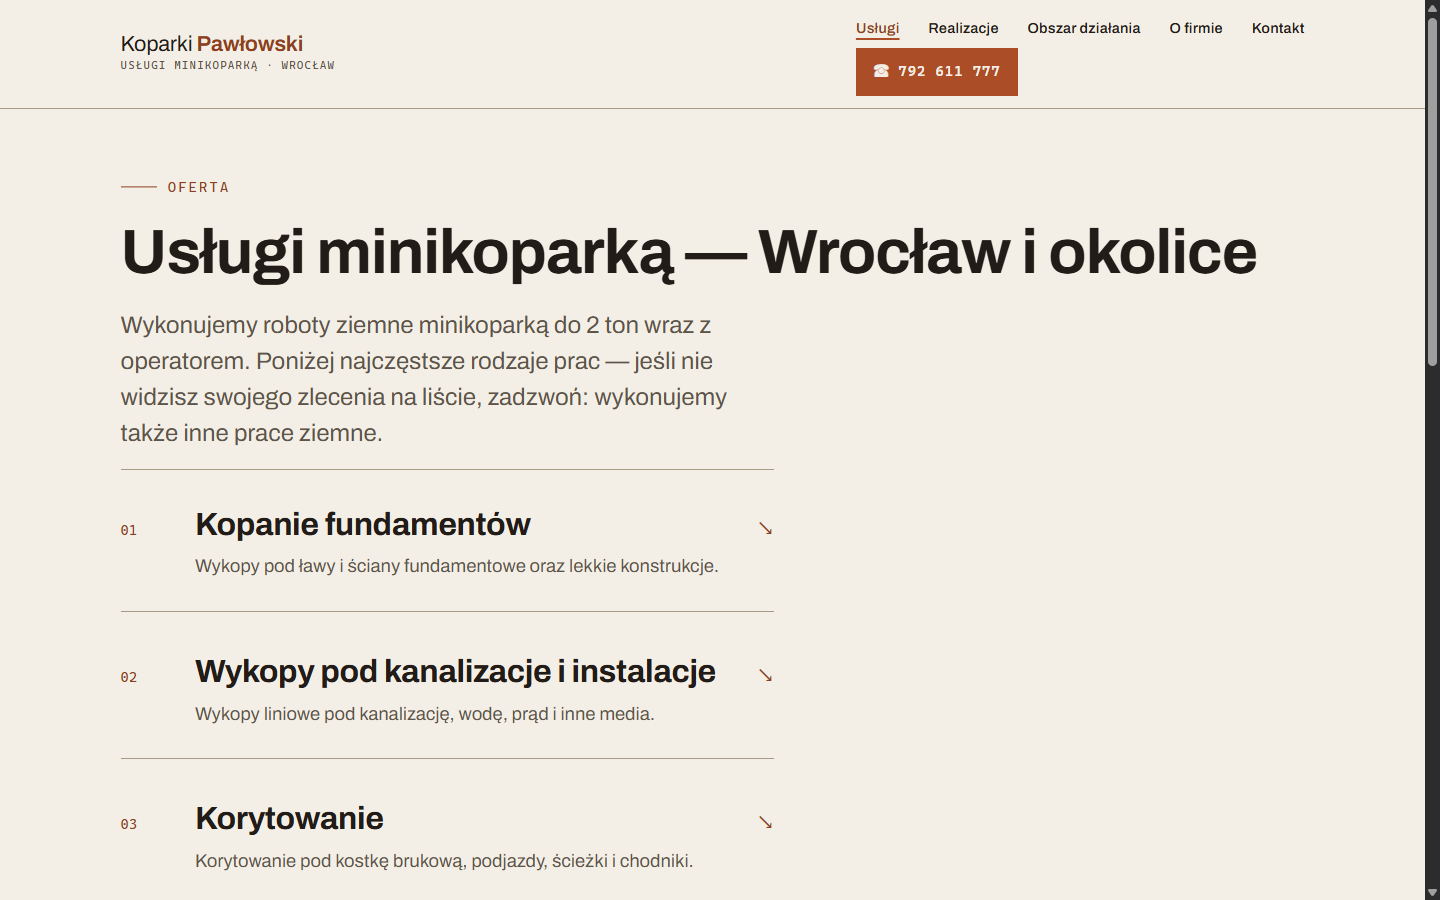 Koparki Pawłowski
USŁUGI MINIKOPARKĄ · WROCŁAW
Usługi
Realizacje
Obszar działania
O firmie
Kontakt
☎ 792 611 777
OFERTA
Usługi minikoparką — Wrocław i okolice
Wykonujemy roboty ziemne minikoparką do 2 ton wraz z
operatorem. Poniżej najczęstsze rodzaje prac — jeśli nie
widzisz swojego zlecenia na liście, zadzwoń: wykonujemy
także inne prace ziemne.
01
Kopanie fundamentów
↘
Wykopy pod ławy i ściany fundamentowe oraz lekkie konstrukcje.
02
Wykopy pod kanalizacje i instalacje
↘
Wykopy liniowe pod kanalizację, wodę, prąd i inne media.
03
Korytowanie
↘
Korytowanie pod kostkę brukową, podjazdy, ścieżki i chodniki.